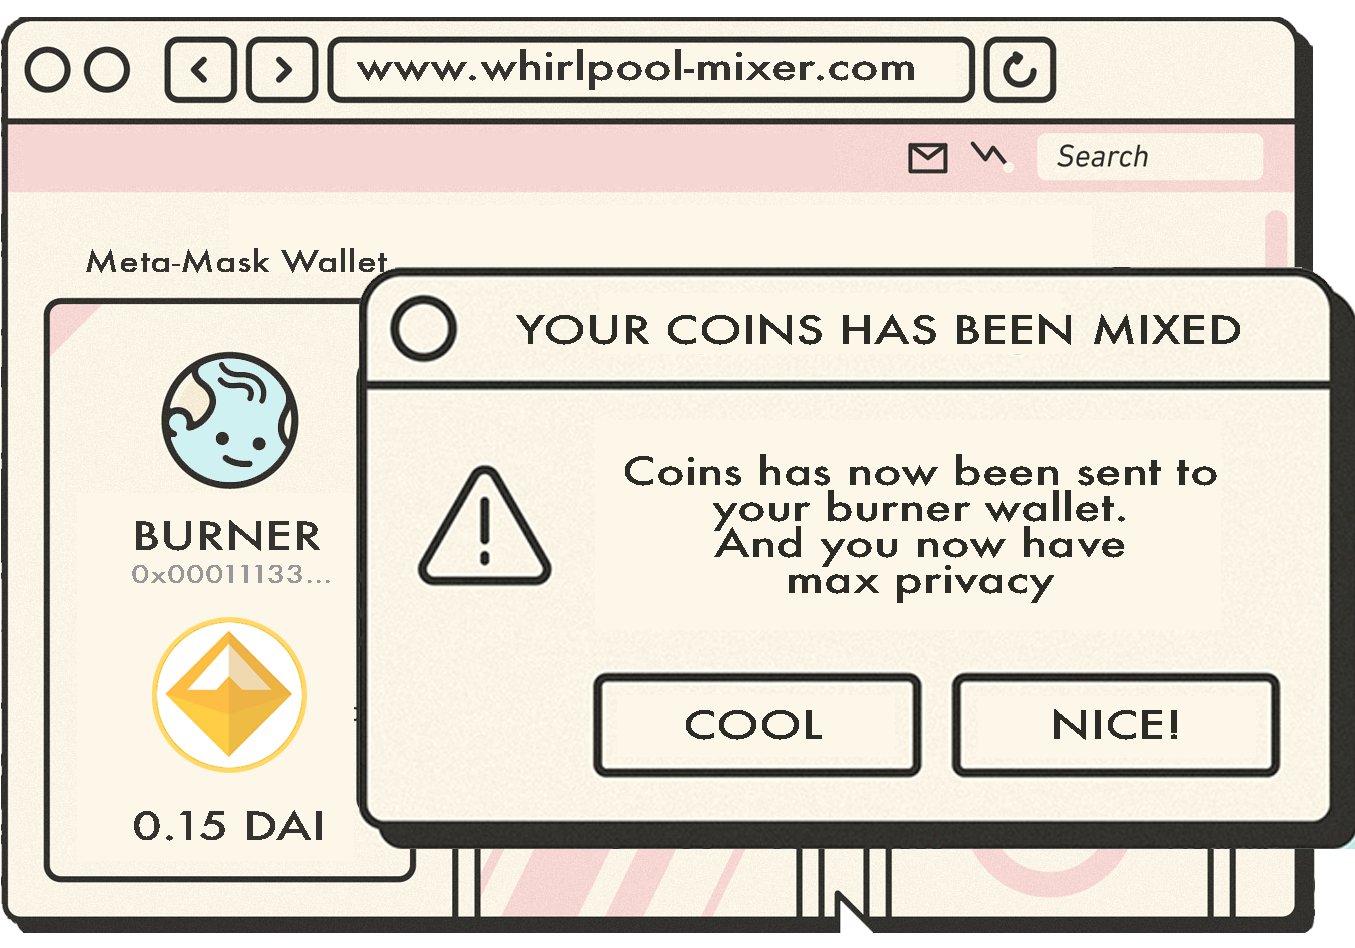 www.whirlpool-mixer.com
Search
Meta-Mask Wallet
YOUR COINS HAS BEEN MIXED
Coins has now been sent to
your burner wallet.
And you now have
max privacy
BURNER
0x00011133...
COOL
NICE!
0.15 DAI